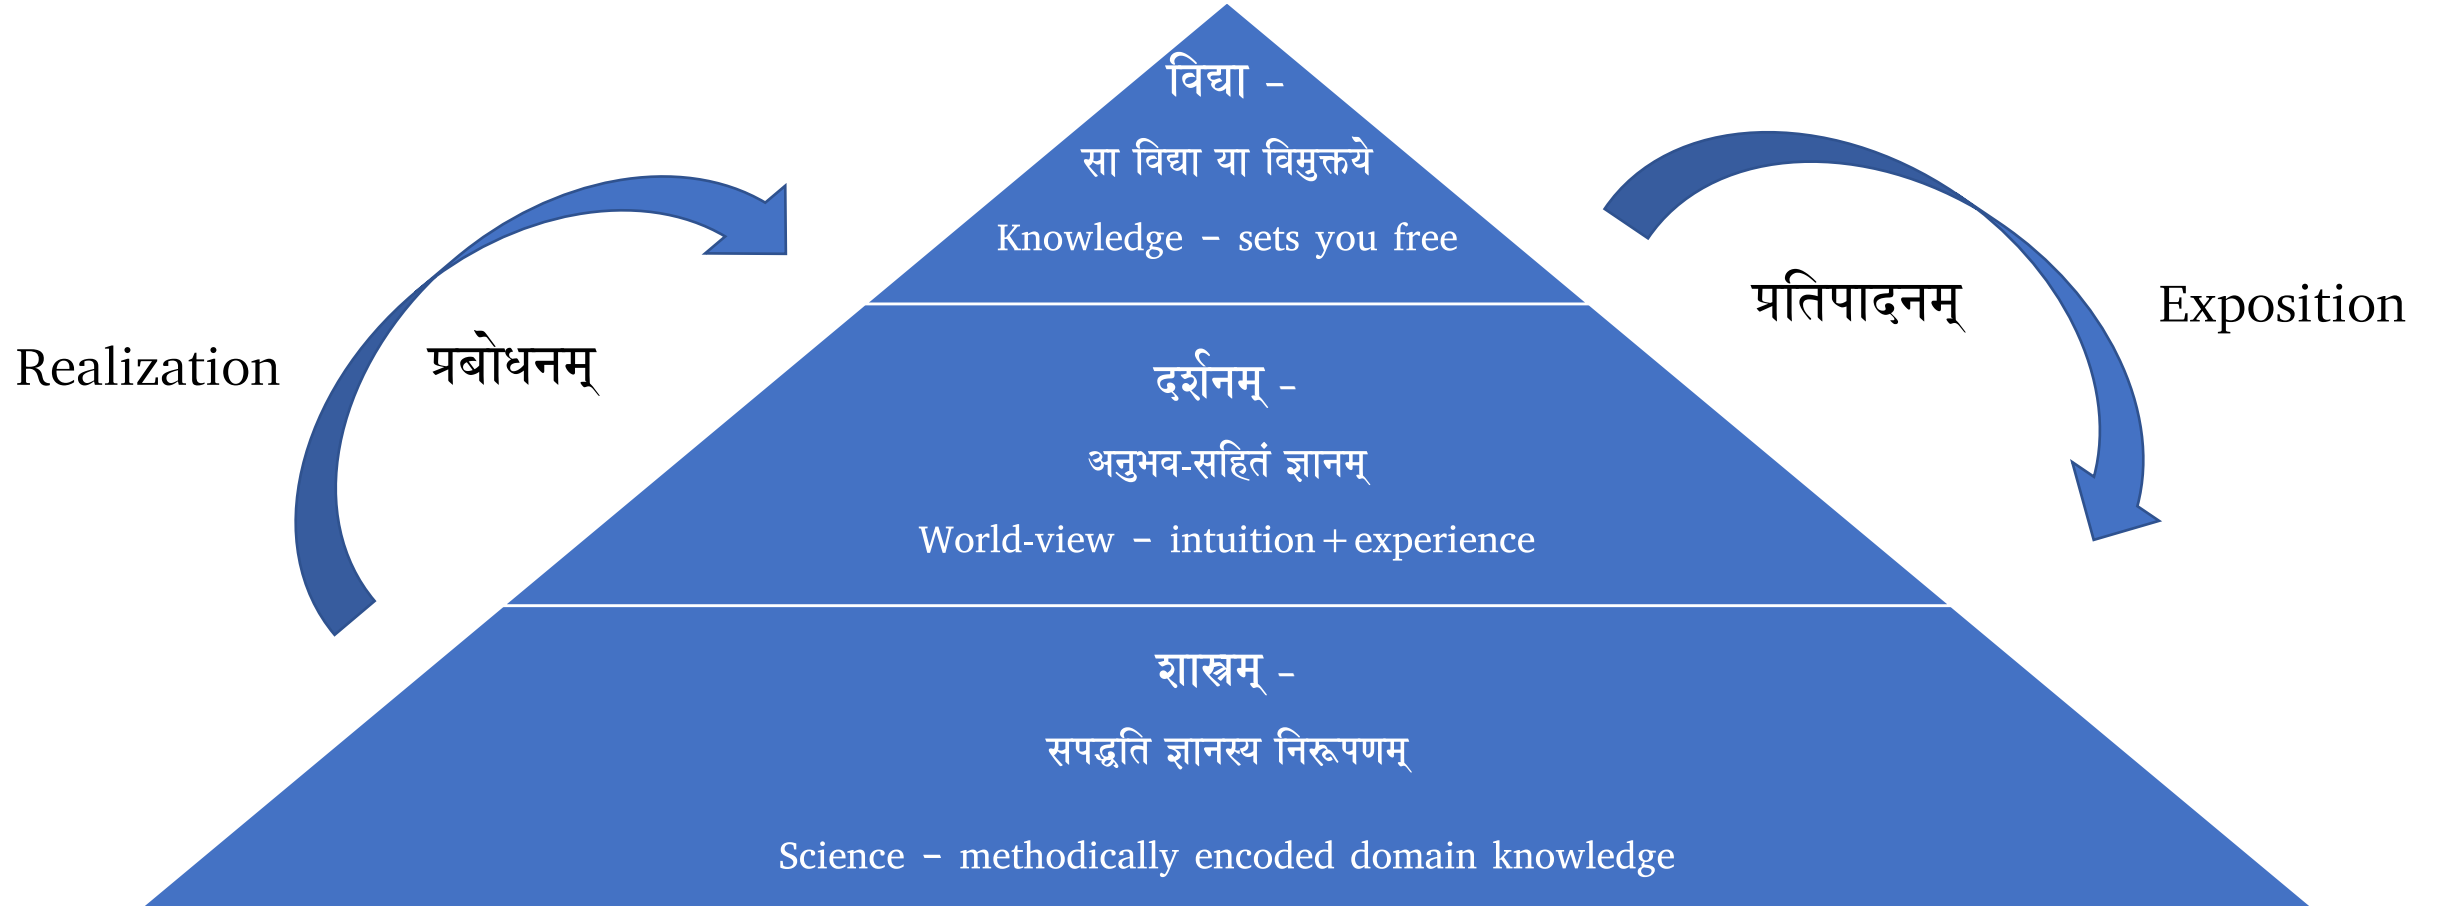 विद्या –
सा विद्या या विमुक्तये
Knowledge – sets you free
Realization
प्रबोधनम्
प्रतिपादनम्
Exposition
दर्शनम् –
अनुभव-सहितं ज्ञानम्
World-view – intuition+experience
शास्त्रम् –
सपद्धति ज्ञानस्य निरूपणम्
Science – methodically encoded domain knowledge